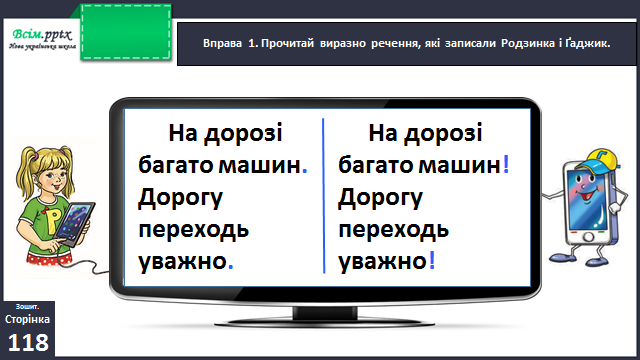 Всім.pptx
Нова українська школа
Вправа 1. Прочитай виразно речення, які записали Родзинка і Ґаджик.
На дорозі
багато машин.
Дорогу
переходь
уважно.
На дорозі
багато машин!
Дорогу
переходь
уважно!
Р
Ґ
Зошит.
Сторінка
118